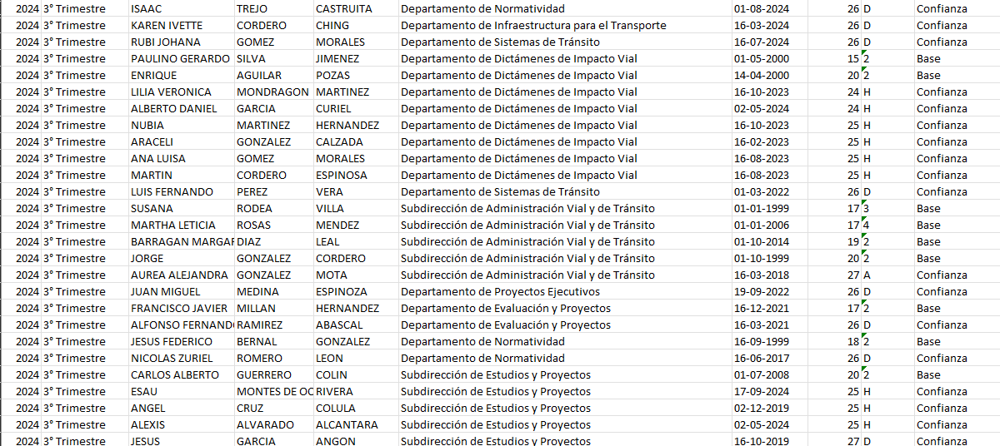 2024 3° Trimestre ISAAC TREJO CASTRUITA Departamento de Normatividad 01-08-2024 26 D Confianza
2024 3° Trimestre KAREN IVETTE CORDERO CHING Departamento de Infraestructura para el Transporte 16-03-2024 26 D Confianza
2024 3° Trimestre RUBI JOHANA GOMEZ MORALES Departamento de Sistemas de Tránsito 16-07-2024 26 D Confianza
2024 3° Trimestre PAULINO GERARDO SILVA JIMENEZ Departamento de Dictámenes de Impacto Vial 01-05-2000 15 2 Base
2024 3° Trimestre ENRIQUE AGUILAR POZAS Departamento de Dictámenes de Impacto Vial 14-04-2000 20 2 Base
2024 3° Trimestre LILIA VERONICA MONDRAGON MARTINEZ Departamento de Dictámenes de Impacto Vial 16-10-2023 24 H Confianza
2024 3° Trimestre ALBERTO DANIEL GARCIA CURIEL Departamento de Dictámenes de Impacto Vial 02-05-2024 24 H Confianza
2024 3° Trimestre NUBIA MARTINEZ HERNANDEZ Departamento de Dictámenes de Impacto Vial 16-10-2023 25 H Confianza
2024 3° Trimestre ARACELI GONZALEZ CALZADA Departamento de Dictámenes de Impacto Vial 16-02-2023 25 H Confianza
2024 3° Trimestre ANA LUISA GOMEZ MORALES Departamento de Dictámenes de Impacto Vial 16-08-2023 25 H Confianza
2024 3° Trimestre MARTIN CORDERO ESPINOSA Departamento de Dictámenes de Impacto Vial 16-08-2023 25 H Confianza
2024 3° Trimestre LUIS FERNANDO PEREZ VERA Departamento de Sistemas de Tránsito 01-03-2022 26 D Confianza
2024 3° Trimestre SUSANA RODEA VILLA Subdirección de Administración Vial y de Tránsito 01-01-1999 17 3 Base
2024 3° Trimestre MARTHA LETICIA ROSAS MENDEZ Subdirección de Administración Vial y de Tránsito 01-01-2006 17 4 Base
2024 3° Trimestre BARRAGAN MARGAR DIAZ LEAL Subdirección de Administración Vial y de Tránsito 01-10-2014 19 2 Base
2024 3° Trimestre JORGE GONZALEZ CORDERO Subdirección de Administración Vial y de Tránsito 01-10-1999 20 2 Base
2024 3° Trimestre AUREA ALEJANDRA GONZALEZ MOTA Subdirección de Administración Vial y de Tránsito 16-03-2018 27 A Confianza
2024 3° Trimestre JUAN MIGUEL MEDINA ESPINOZA Departamento de Proyectos Ejecutivos 19-09-2022 26 D Confianza
2024 3° Trimestre FRANCISCO JAVIER MILLAN HERNANDEZ Departamento de Evaluación y Proyectos 16-12-2021 17 2 Base
2024 3° Trimestre ALFONSO FERNAND RAMIREZ ABASCAL Departamento de Evaluación y Proyectos 16-03-2021 26 D Confianza
2024 3° Trimestre JESUS FEDERICO BERNAL GONZALEZ Departamento de Normatividad 16-09-1999 18 2 Base
2024 3° Trimestre NICOLAS ZURIEL ROMERO LEON Departamento de Normatividad 16-06-2017 26 D Confianza
2024 3° Trimestre CARLOS ALBERTO GUERRERO COLIN Subdirección de Estudios y Proyectos 01-07-2008 20 2 Base
2024 3° Trimestre ESAU MONTES DE OC RIVERA Subdirección de Estudios y Proyectos 17-09-2024 25 H Confianza
2024 3° Trimestre ANGEL CRUZ COLULA Subdirección de Estudios y Proyectos 02-12-2019 25 H Confianza
2024 3° Trimestre ALEXIS ALVARADO ALCANTARA Subdirección de Estudios y Proyectos 02-05-2024 25 H Confianza
2024 3° Trimestre JESUS GARCIA ANGON Subdirección de Estudios y Proyectos 16-10-2019 27 D Confianza